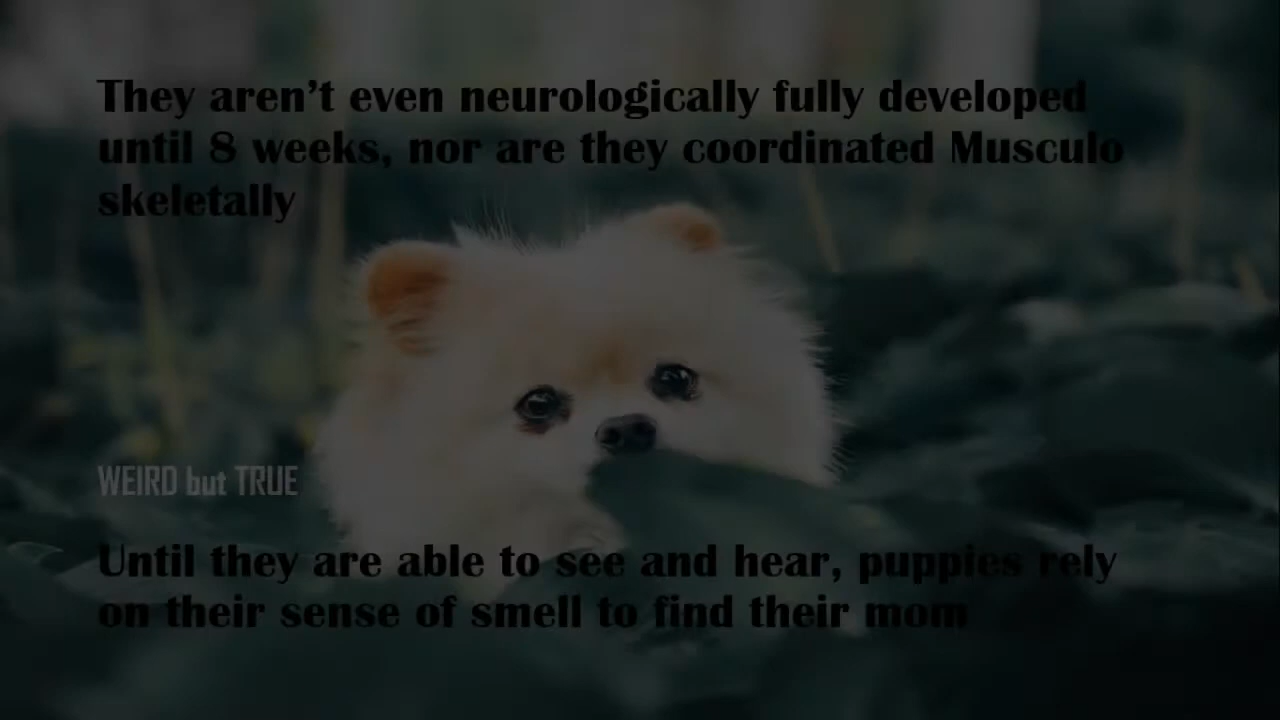 They aren’t even neurologically fully developed
until 8 weeks, nor are they coordinated Musculo
skeletally
WEIRD but TRUE
Until they are able to see and hear, puppies rely
on their sense of smell to find their mom